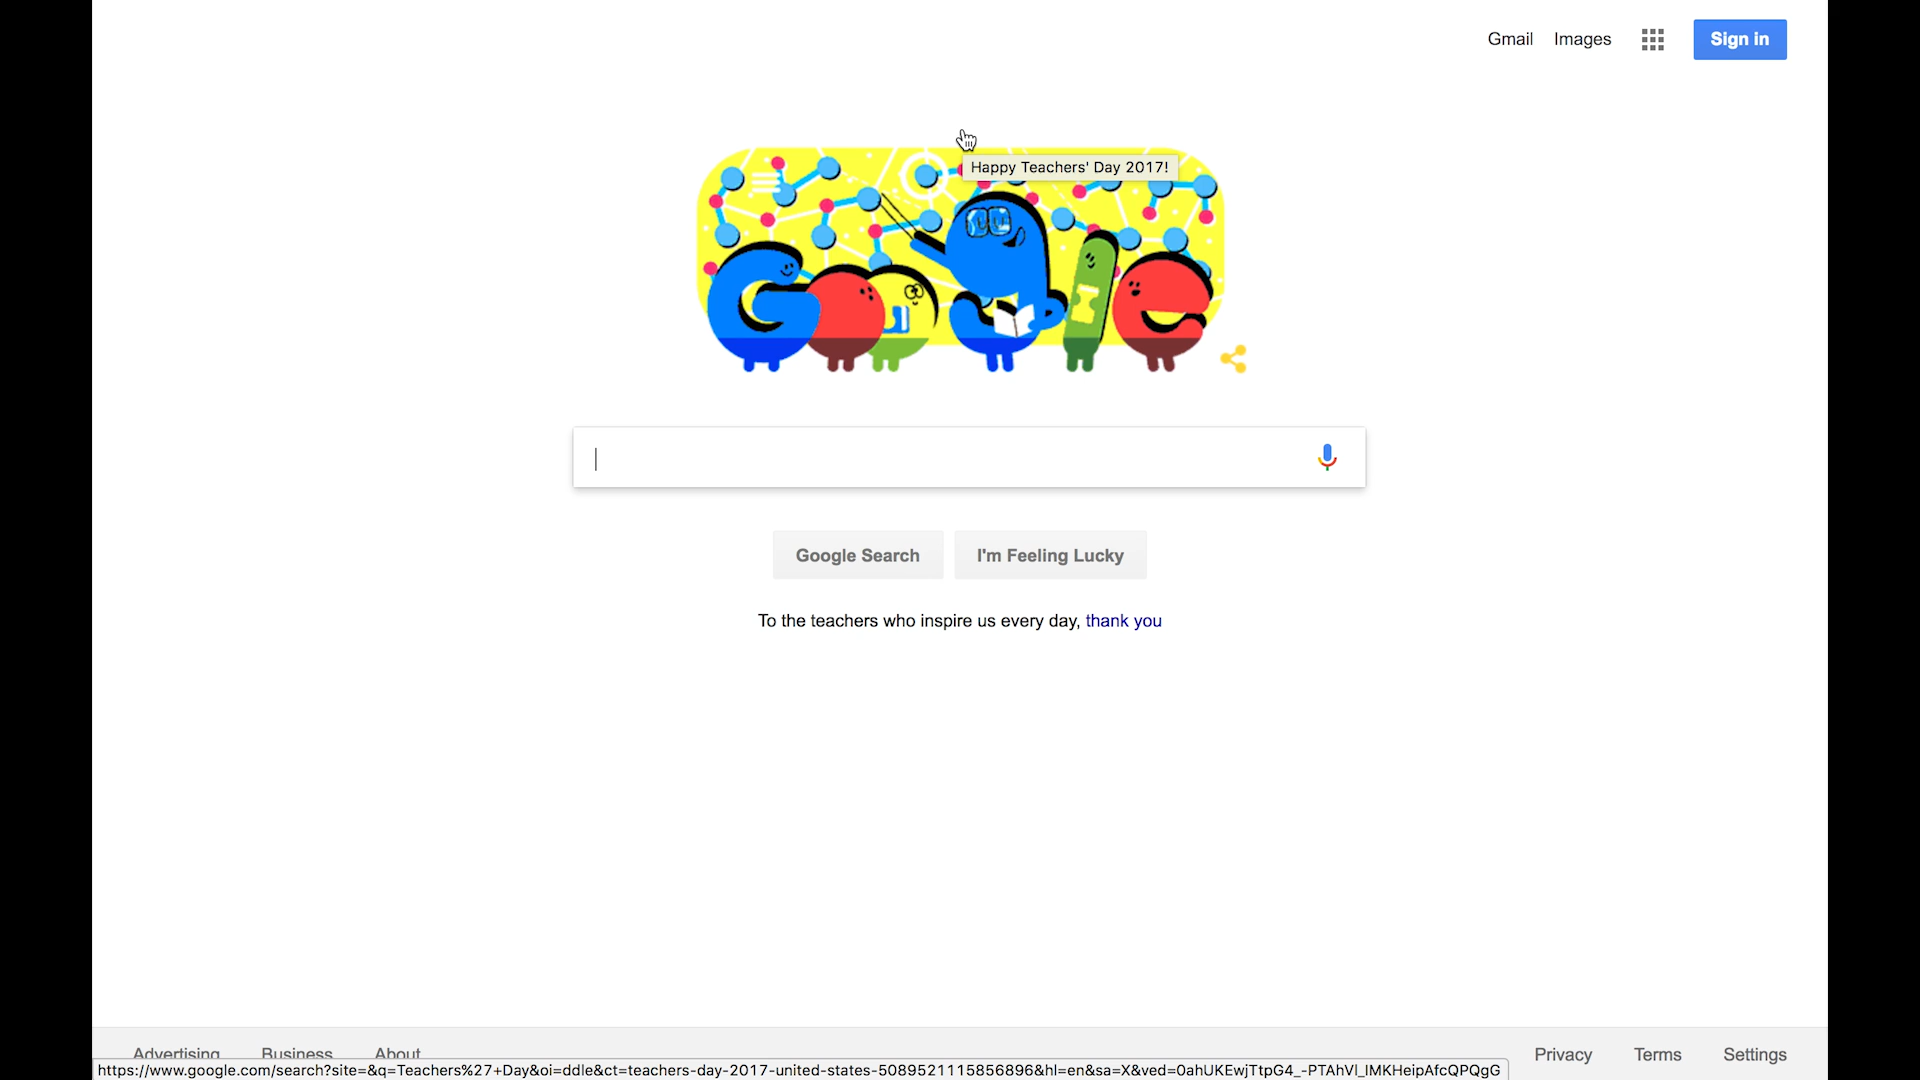 Gmail Images Sign in
Happy Teachers' Day 2017!
Google
Google Search I'm Feeling Lucky
To the teachers who inspire us every day, thank you
Advertising Business About Privacy Terms Settings
https://www.google.com/search?site=&q=Teachers%27+Day&oi=ddle&ct=teachers-day-2017-united-states-5089521115856896&hl=en&sa=X&ved=0ahUKEwjTtpG4_-PTAhVI_IMKHeipAfcQPQgG